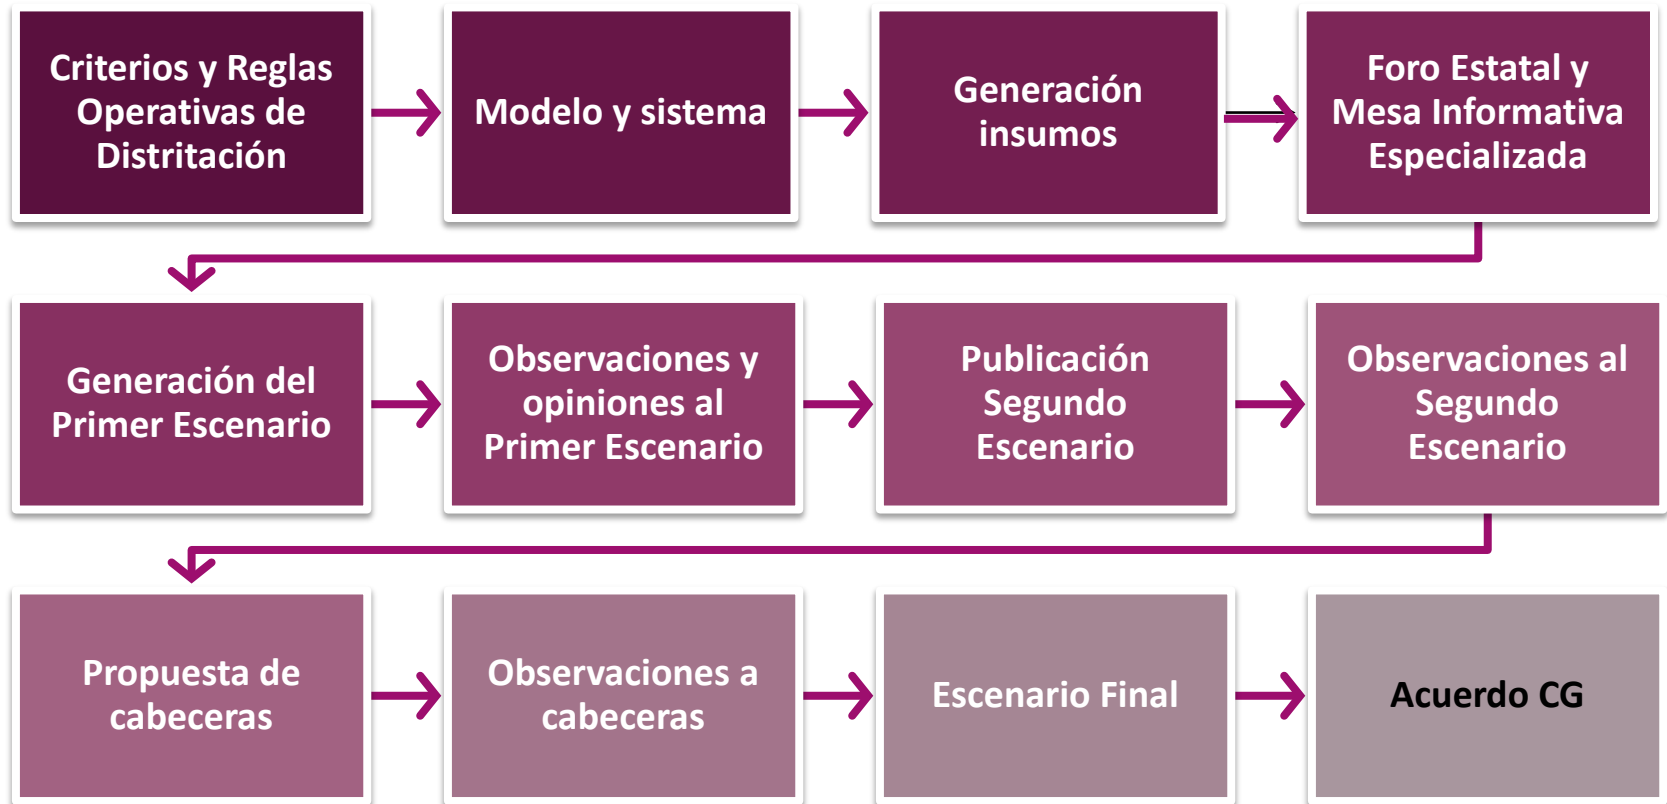 Criterios y Reglas
Operativas de
Distritación
Modelo y sistema
Generación
insumos
Foro Estatal y
Mesa Informativa
Especializada
Generación del
Primer Escenario
Observaciones y
opiniones al
Primer Escenario
Publicación
Segundo
Escenario
Observaciones al
Segundo
Escenario
Propuesta de
cabeceras
Observaciones a
cabeceras
Escenario Final
Acuerdo CG